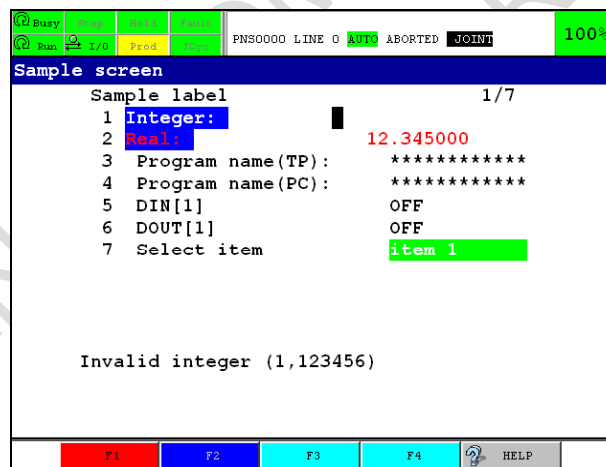 Busy Step Hold Fault
Run I/O Prod TCyc
PNS0000 LINE 0 AUTO ABORTED JOINT
100%
Sample screen
Sample label 1/7
1 Integer:
2 Real: 12.345000
3 Program name(TP): ************
4 Program name(PC): ************
5 DIN[1] OFF
6 DOUT[1] OFF
7 Select item item 1
Invalid integer (1,123456)
F1 F2 F3 F4 HELP